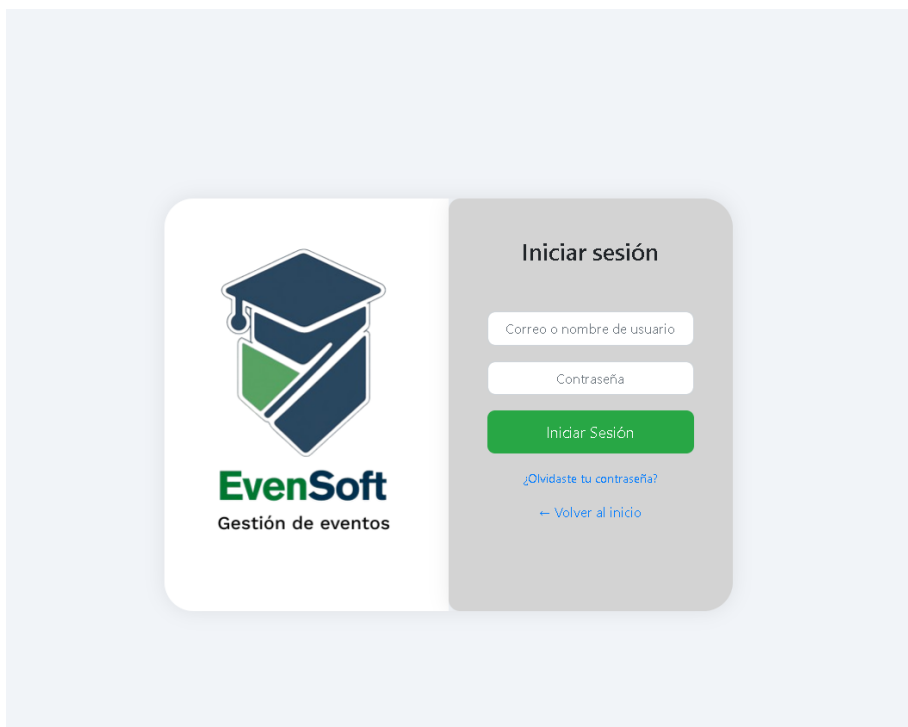 EvenSoft
Gestión de eventos
Iniciar sesión
Correo o nombre de usuario
Contraseña
Iniciar Sesión
¿Olvidaste tu contraseña?
← Volver al inicio